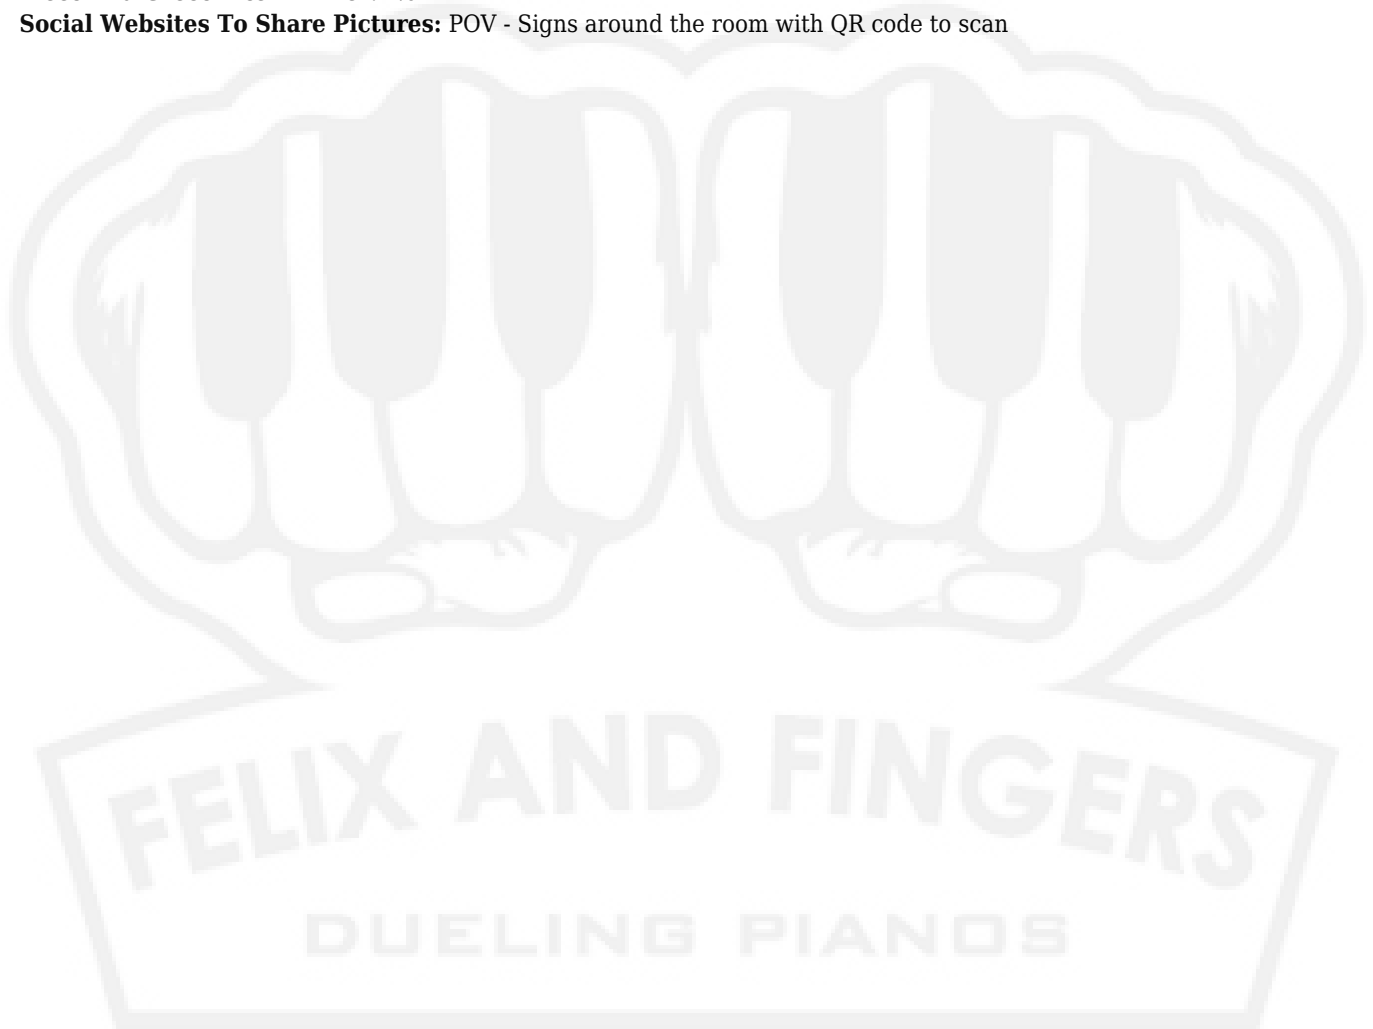 Social Websites To Share Pictures: POV - Signs around the room with QR code to scan
FELIX AND FINGERS
DUELING PIANOS